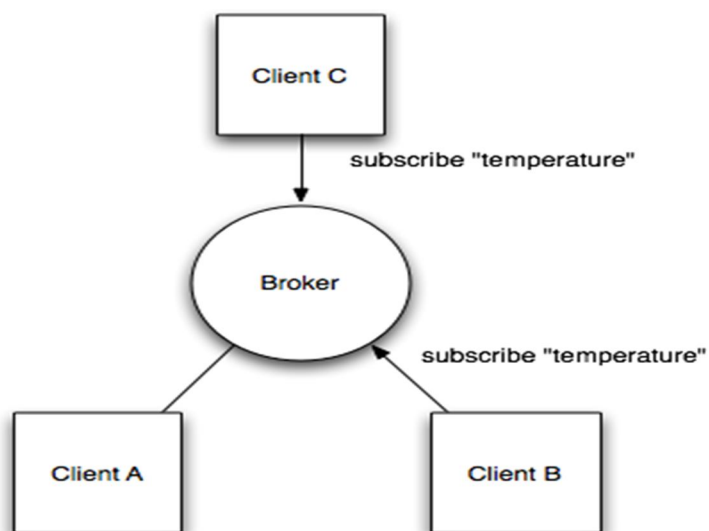 Client C
subscribe "temperature"
Broker
subscribe "temperature"
Client A
Client B